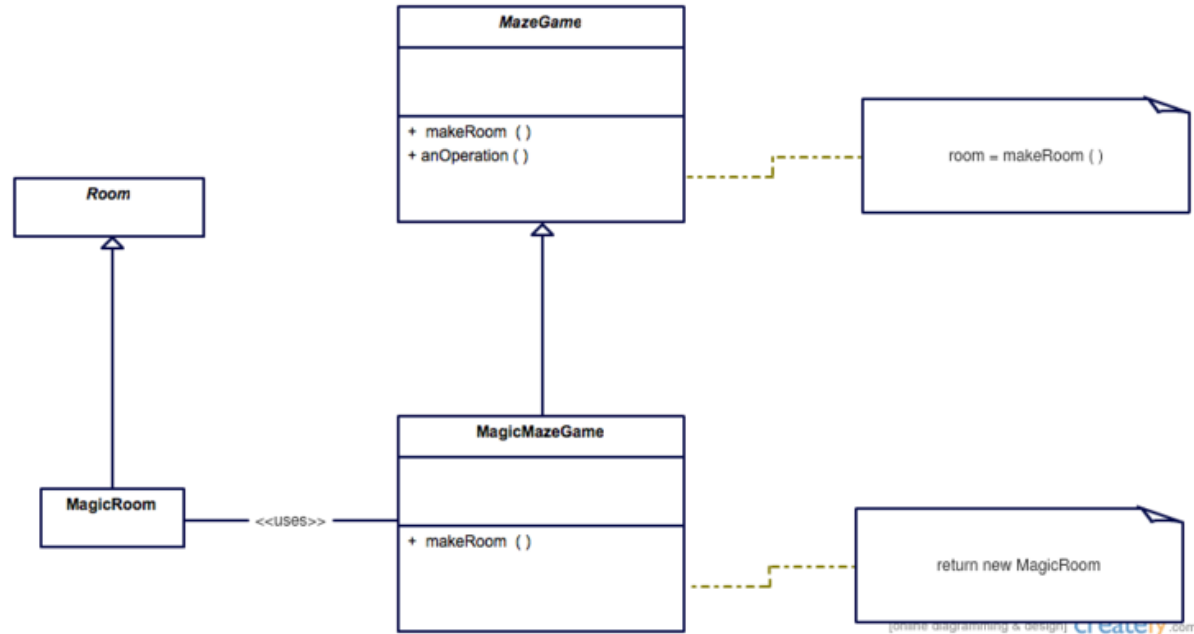 MazeGame
+ makeRoom ( )
+ anOperation ( )
room = makeRoom ( )
Room
MagicMazeGame
+ makeRoom ( )
MagicRoom
<<uses>>
return new MagicRoom
[online diagramming & design] creately.com